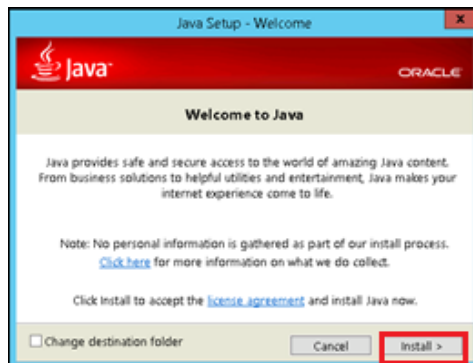 Java Setup - Welcome
x
Java
ORACLE
Welcome to Java
Java provides safe and secure access to the world of amazing Java content.
From business solutions to helpful utilities and entertainment, Java makes your
internet experience come to life.
Note: No personal information is gathered as part of our install process.
Click here for more information on what we do collect.
Click Install to accept the license agreement and install Java now.
Change destination folder
Cancel
Install >